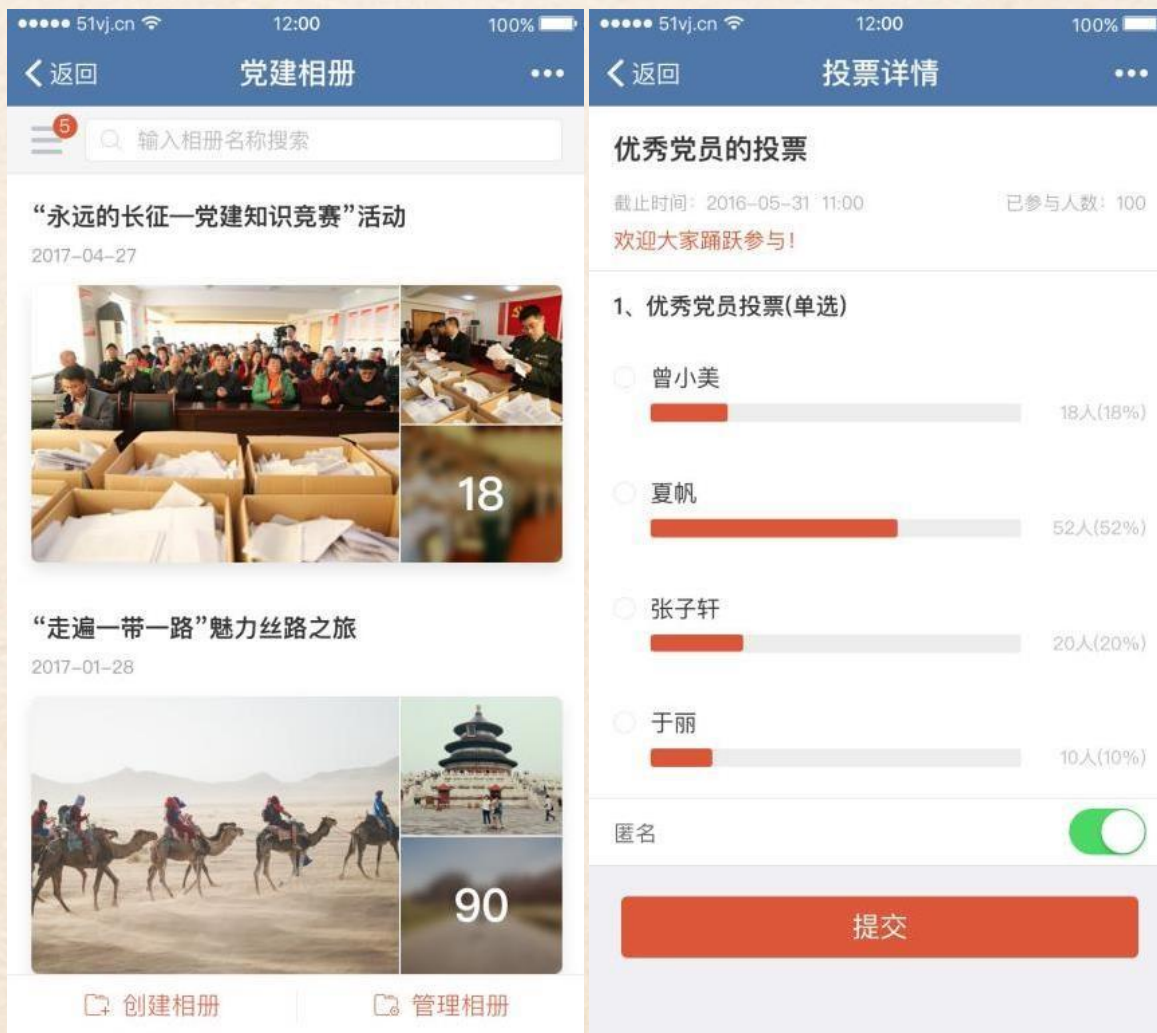 51vj.cn 12:00 100%
返回 党建相册
5 输入相册名称搜索
“永远的长征—党建知识竞赛”活动
2017-04-27
18
“走遍一带一路”魅力丝路之旅
2017-01-28
90
创建相册 管理相册
51vj.cn 12:00 100%
返回 投票详情
优秀党员的投票
截止时间: 2016-05-31 11:00 已参与人数: 100
欢迎大家踊跃参与!
1、优秀党员投票(单选)
曾小美
18人(18%)
夏帆
52人(52%)
张子轩
20人(20%)
于丽
10人(10%)
匿名
提交